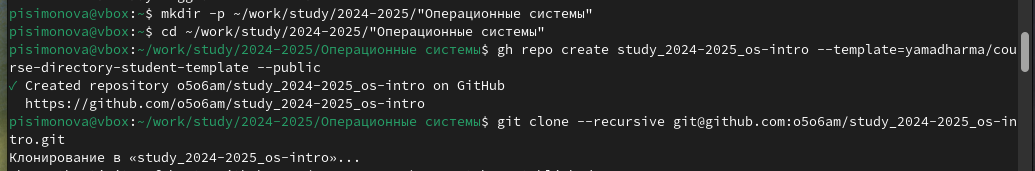 pisimonova@vbox:~$ mkdir -p ~/work/study/2024-2025/"Операционные системы"
pisimonova@vbox:~$ cd ~/work/study/2024-2025/"Операционные системы"
pisimonova@vbox:~/work/study/2024-2025/Операционные системы$ gh repo create study_2024-2025_os-intro --template=yamadharma/cou
rse-directory-student-template --public
✓ Created repository o5o6am/study_2024-2025_os-intro on GitHub
https://github.com/o5o6am/study_2024-2025_os-intro
pisimonova@vbox:~/work/study/2024-2025/Операционные системы$ git clone --recursive git@github.com:o5o6am/study_2024-2025_os-in
tro.git
Клонирование в «study_2024-2025_os-intro»...